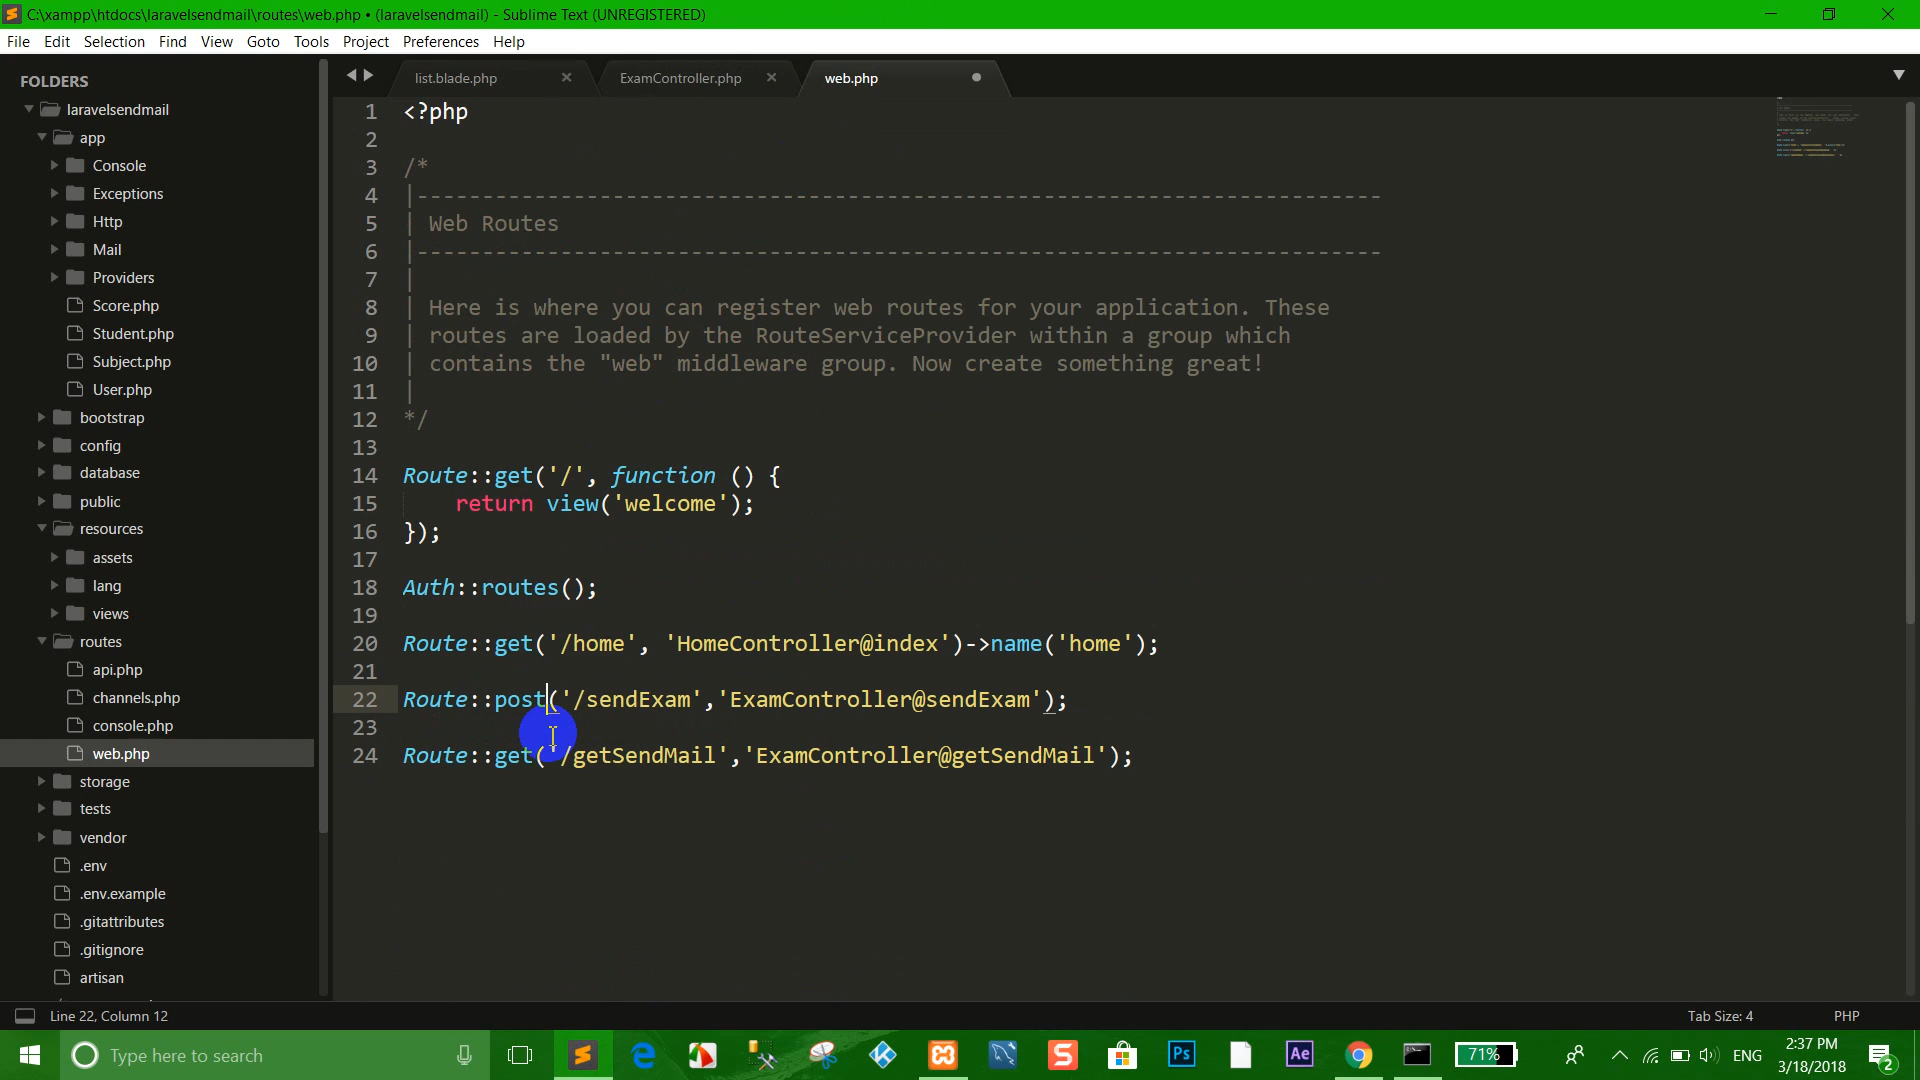 C:\xampp\htdocs\laravelsendmail\routes\web.php • (laravelsendmail) - Sublime Text (UNREGISTERED)
File Edit Selection Find View Goto Tools Project Preferences Help
FOLDERS
laravelsendmail
app
Console
Exceptions
Http
Mail
Providers
Score.php
Student.php
Subject.php
User.php
bootstrap
config
database
public
resources
assets
lang
views
routes
api.php
channels.php
console.php
web.php
storage
tests
vendor
.env
.env.example
.gitattributes
.gitignore
artisan
list.blade.php ExamController.php web.php
1 <?php
2
3 /*
4 |--------------------------------------------------------------------------
5 | Web Routes
6 |--------------------------------------------------------------------------
7 |
8 | Here is where you can register web routes for your application. These
9 | routes are loaded by the RouteServiceProvider within a group which
10 | contains the "web" middleware group. Now create something great!
11 |
12 */
13
14 Route::get('/', function () {
15     return view('welcome');
16 });
17
18 Auth::routes();
19
20 Route::get('/home', 'HomeController@index')->name('home');
21
22 Route::post('/sendExam','ExamController@sendExam');
23
24 Route::get('/getSendMail','ExamController@getSendMail');
Line 22, Column 12 Tab Size: 4 PHP
Type here to search 71% ENG 2:37 PM
3/18/2018 2